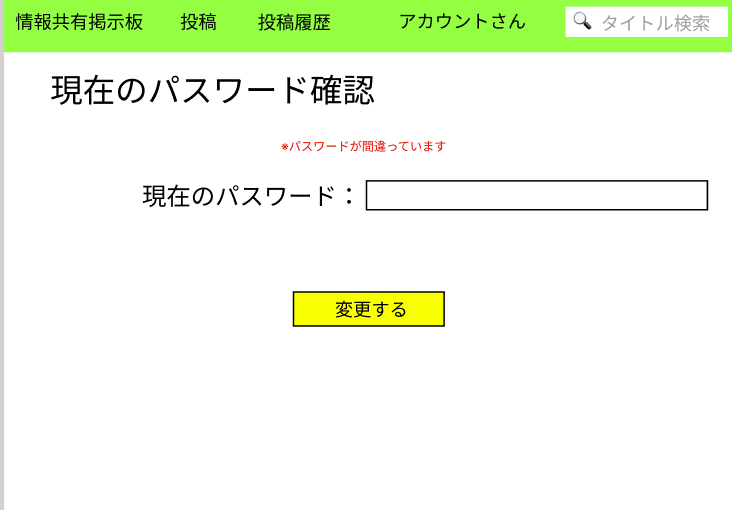 情報共有掲示板 投稿 投稿履歴 アカウントさん タイトル検索
現在のパスワード確認
※パスワードが間違っています
現在のパスワード：
変更する